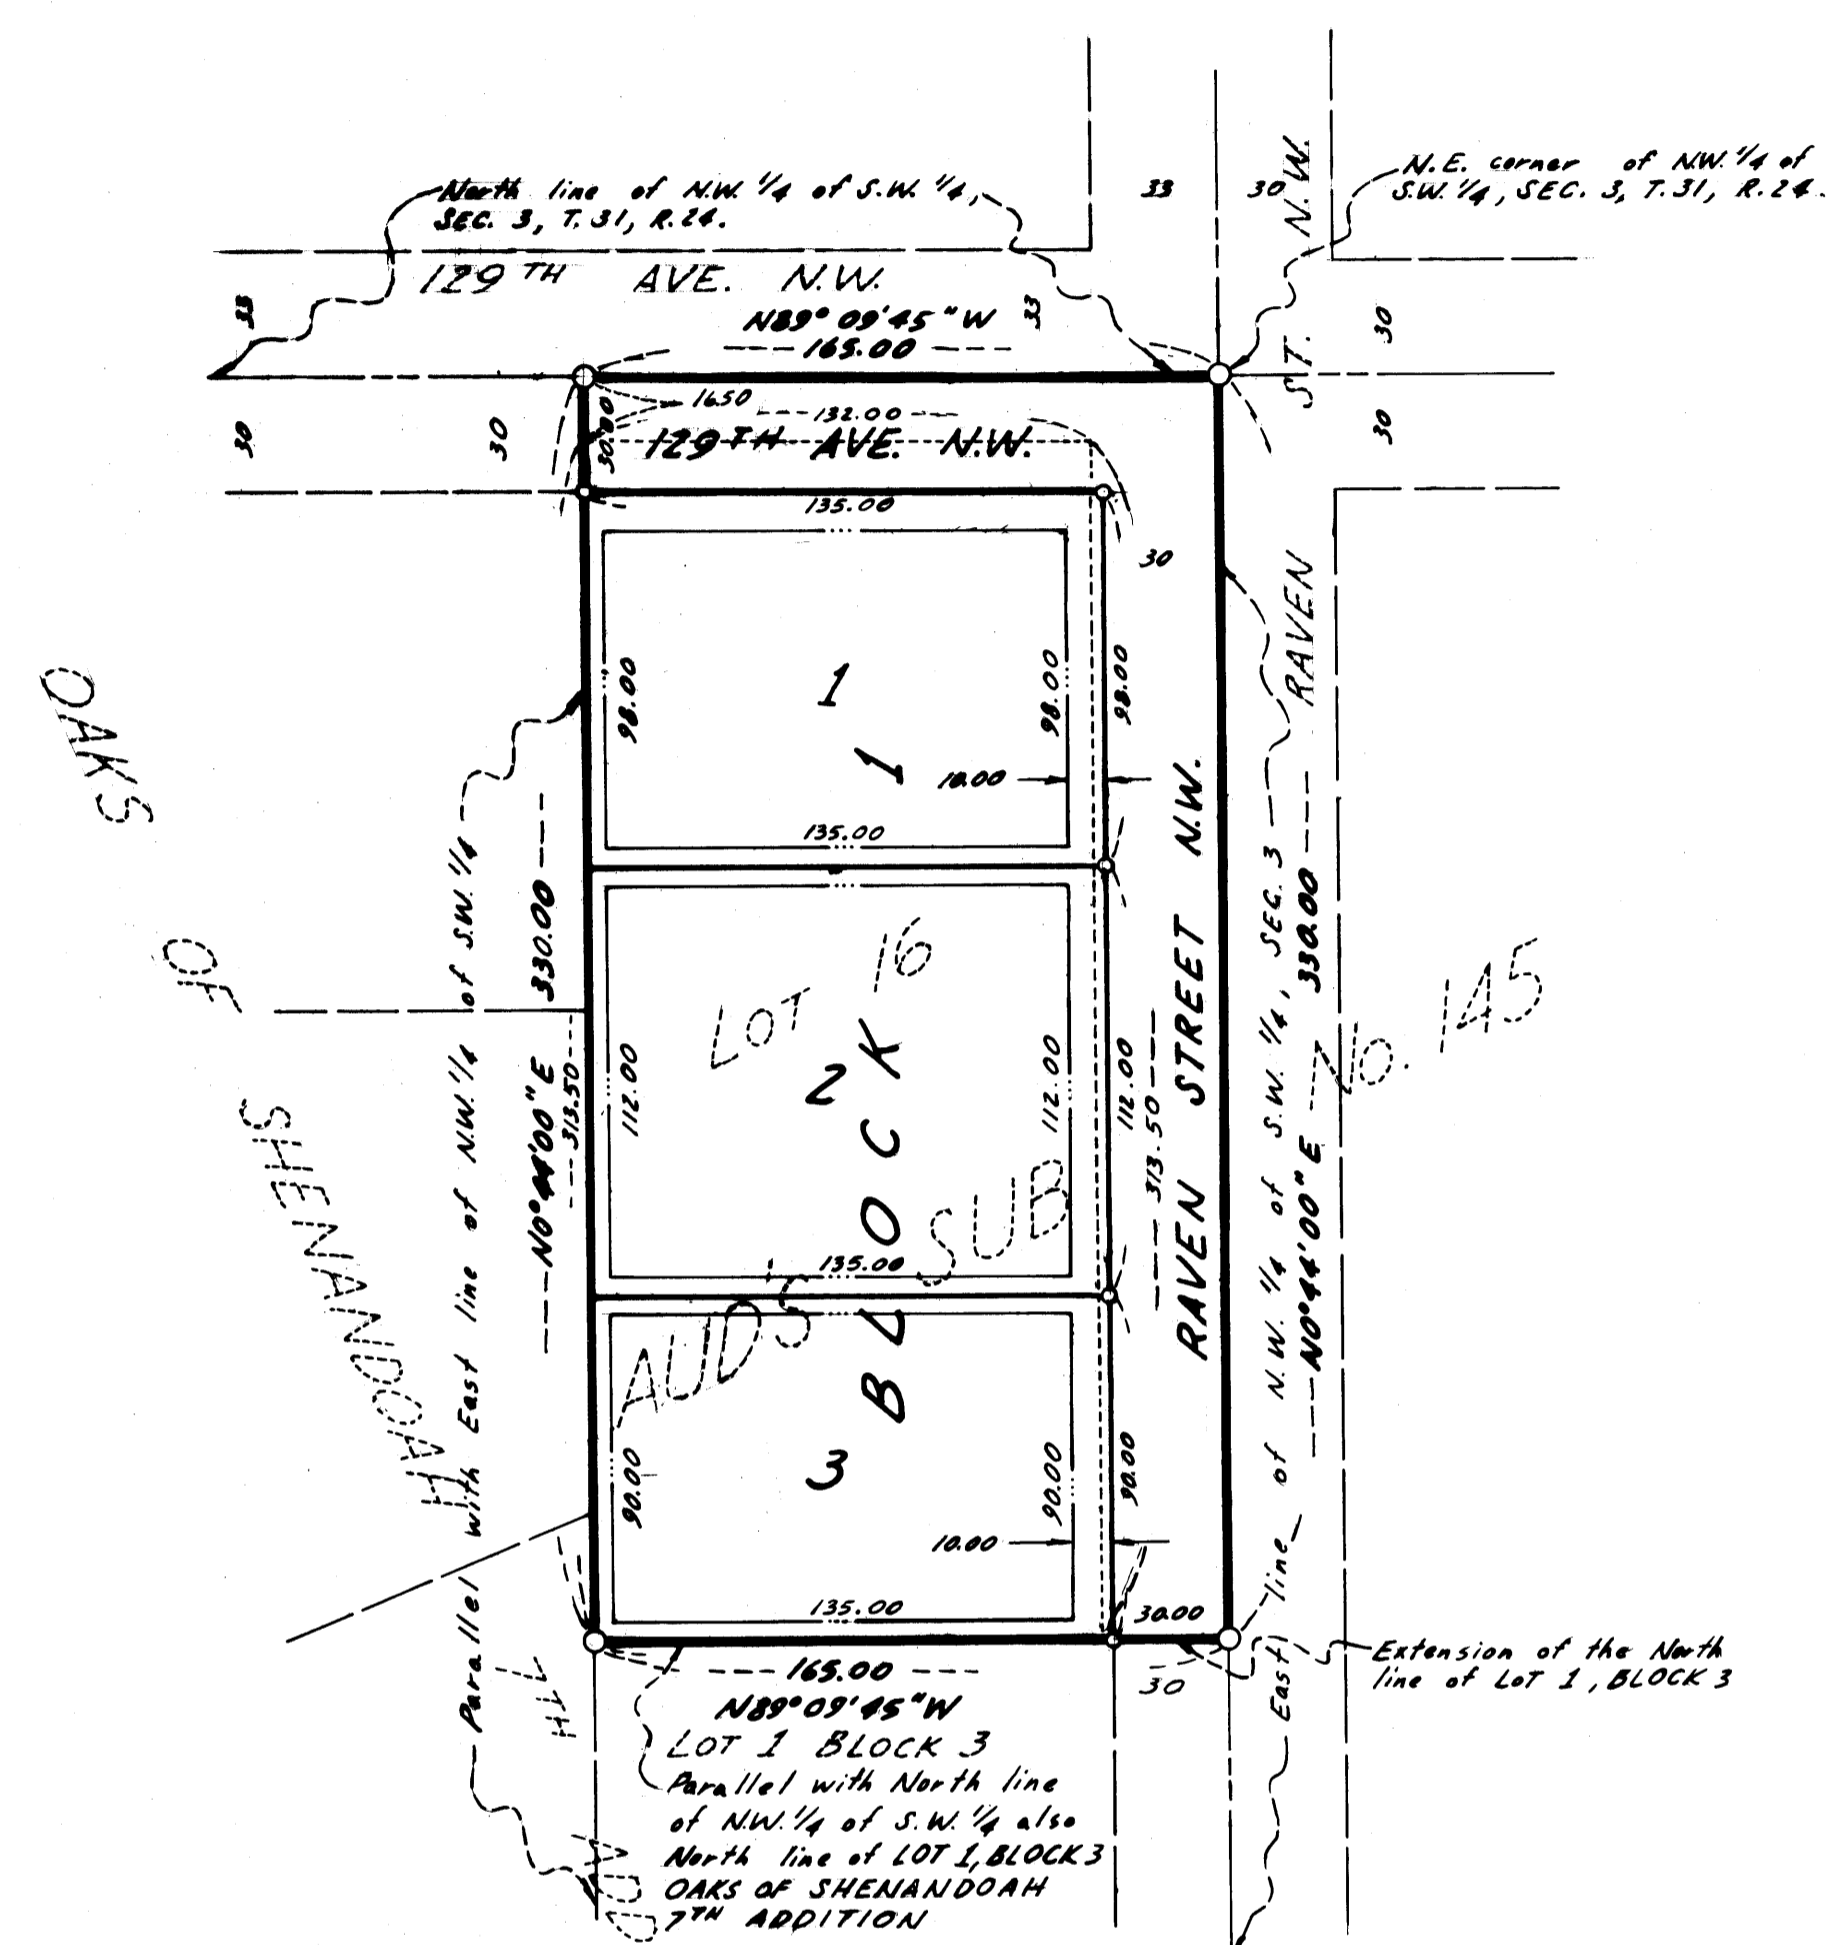 North line of N.W. 1/4 of S.W. 1/4,
SEC. 3, T. 31, R. 24.
33
30
N.E. corner of N.W. 1/4 of
S.W. 1/4, SEC. 3, T. 31, R. 24.
129TH AVE. N.W.
33
33
30
N89°09'45"W
165.00
RAVEN ST. N.W.
16.50
132.00
30.00
30
30
30
129TH AVE. N.W.
135.00
30
1
98.00
98.00
98.00
10.00
135.00
LOT 16
2
112.00
112.00
112.00
135.00
AUD'S SUB. No. 145
BLOCK 1
3
90.00
90.00
90.00
10.00
135.00
30.00
RAVEN STREET N.W.
313.50
313.50
N0°44'00"E 330.00
N0°44'00"E 330.00
Parallel with East line of N.W. 1/4 of S.W. 1/4
East line of N.W. 1/4 of S.W. 1/4, SEC. 3
OAKS OF SHENANDOAH
7TH
ADD
165.00
N89°09'45"W
30
Extension of the North
line of LOT 1, BLOCK 3
LOT 1 BLOCK 3
Parallel with North line
of N.W. 1/4 of S.W. 1/4 also
North line of LOT 1, BLOCK 3
OAKS OF SHENANDOAH
7TH ADDITION